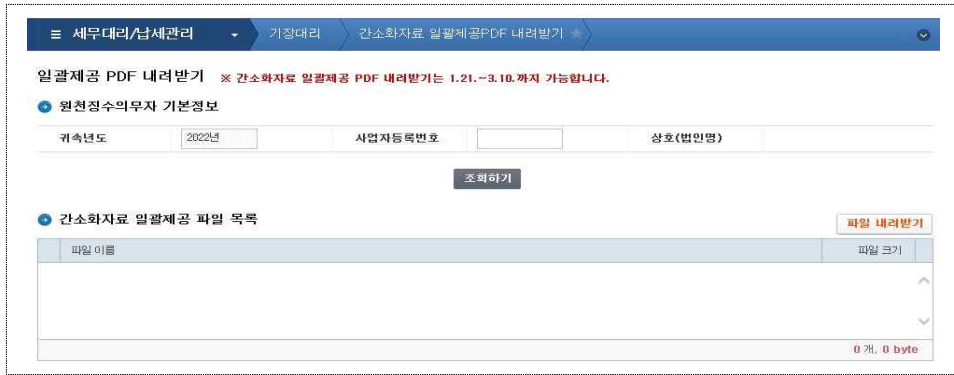 ≡ 세무대리/납세관리 기장대리 간소화자료 일괄제공PDF 내려받기 ★
일괄제공 PDF 내려받기 ※ 간소화자료 일괄제공 PDF 내려받기는 1.21.~3.10.까지 가능합니다.
원천징수의무자 기본정보
귀속년도 2022년 사업자등록번호 상호(법인명)
조회하기
간소화자료 일괄제공 파일 목록 파일 내려받기
파일 이름 파일 크기
0 개, 0 byte